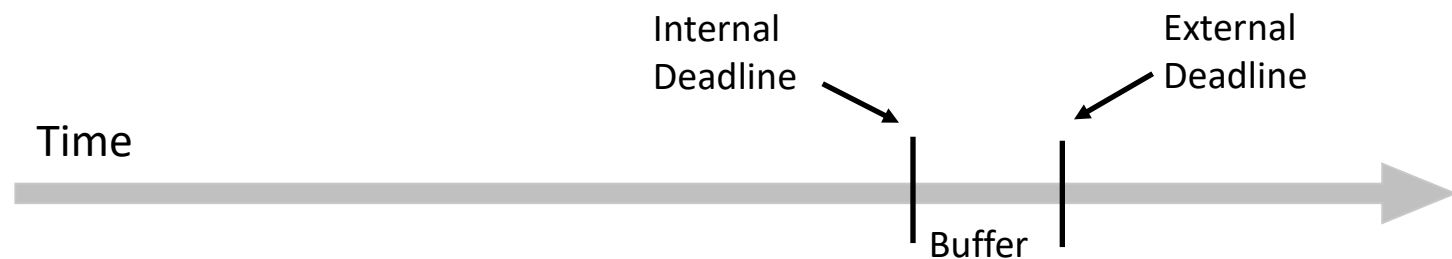 Internal
Deadline
External
Deadline
Time
Buffer